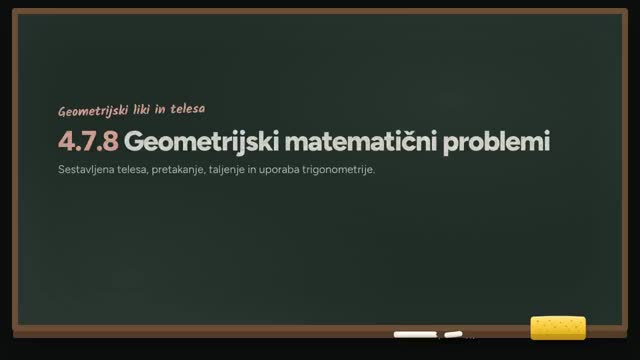 Geometrijski liki in telesa
4.7.8 Geometrijski matematični problemi
Sestavljena telesa, pretakanje, taljenje in uporaba trigonometrije.